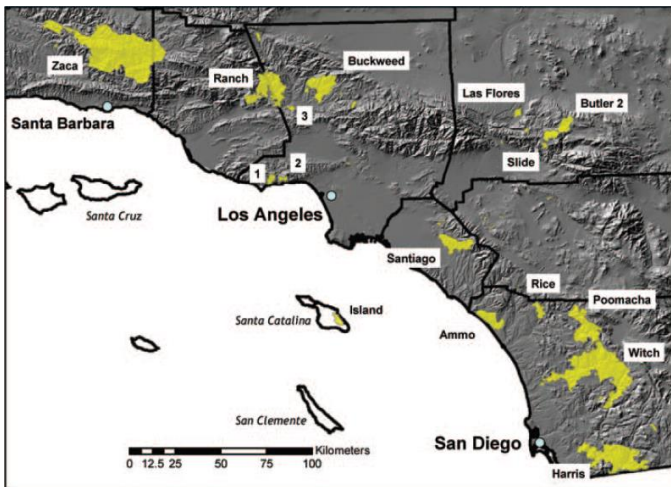 Buckweed
Zaca
Ranch
Las Flores
Butler 2
3
Santa Barbara
Slide
1
2
Santa Cruz
Los Angeles
Santiago
Rice
Poomacha
Island
Santa Catalina
Ammo
Witch
San Clemente
San Diego
Kilometers
0 12.5 25 50 75 100
Harris